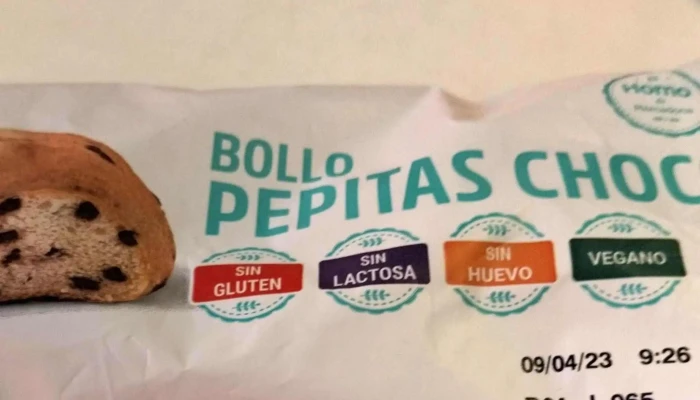 Horno
BOLLO
PEPITAS CHOC
SIN
GLUTEN
SIN
LACTOSA
SIN
HUEVO
VEGANO
09/04/23 9:26